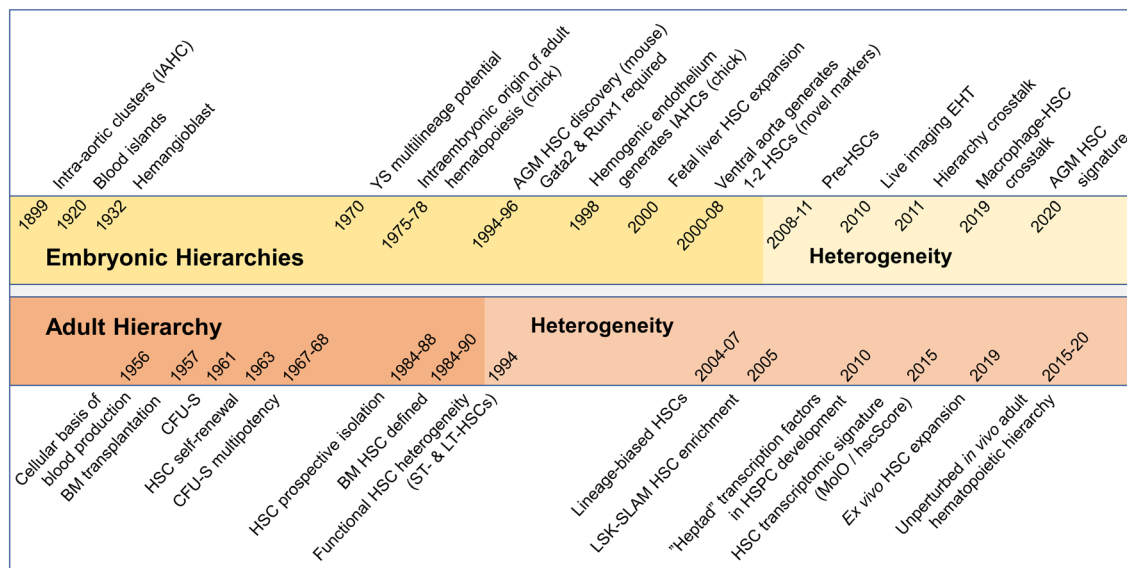 Intra-aortic clusters (IAHC)
Blood islands
Hemangioblast
YS multilineage potential
Intraembryonic origin of adult
hematopoiesis (chick)
AGM HSC discovery (mouse)
Gata2 & Runx1 required
Hemogenic endothelium
generates IAHCs (chick)
Fetal liver HSC expansion
Ventral aorta generates
1-2 HSCs (novel markers)
Pre-HSCs
Live imaging EHT
Hierarchy crosstalk
Macrophage-HSC
crosstalk
AGM HSC
signature
1899
1920
1932
1970
1975-78
1994-96
1998
2000
2000-08
2008-11
2010
2011
2019
2020
Embryonic Hierarchies
Heterogeneity
Adult Hierarchy
Heterogeneity
1956
1957
1961
1963
1967-68
1984-88
1984-90
1994
2004-07
2005
2010
2015
2019
2015-20
Cellular basis of
blood production
BM transplantation
CFU-S
HSC self-renewal
CFU-S multipotency
HSC prospective isolation
BM HSC defined
Functional HSC heterogeneity
(ST- & LT-HSCs)
Lineage-biased HSCs
LSK-SLAM HSC enrichment
”Heptad” transcription factors
in HSPC development
HSC transcriptomic signature
(MolO / hscScore)
Ex vivo HSC expansion
Unperturbed in vivo adult
hematopoietic hierarchy